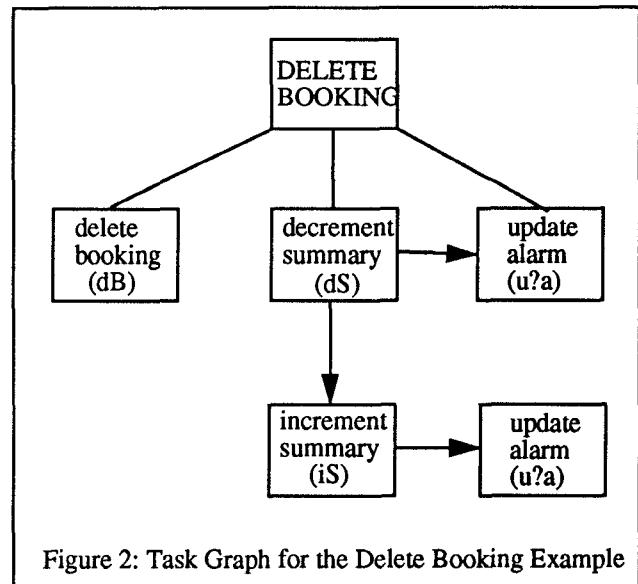 DELETE
BOOKING
delete
booking
(dB)
decrement
summary
(dS)
update
alarm
(u?a)
increment
summary
(iS)
update
alarm
(u?a)
Figure 2: Task Graph for the Delete Booking Example